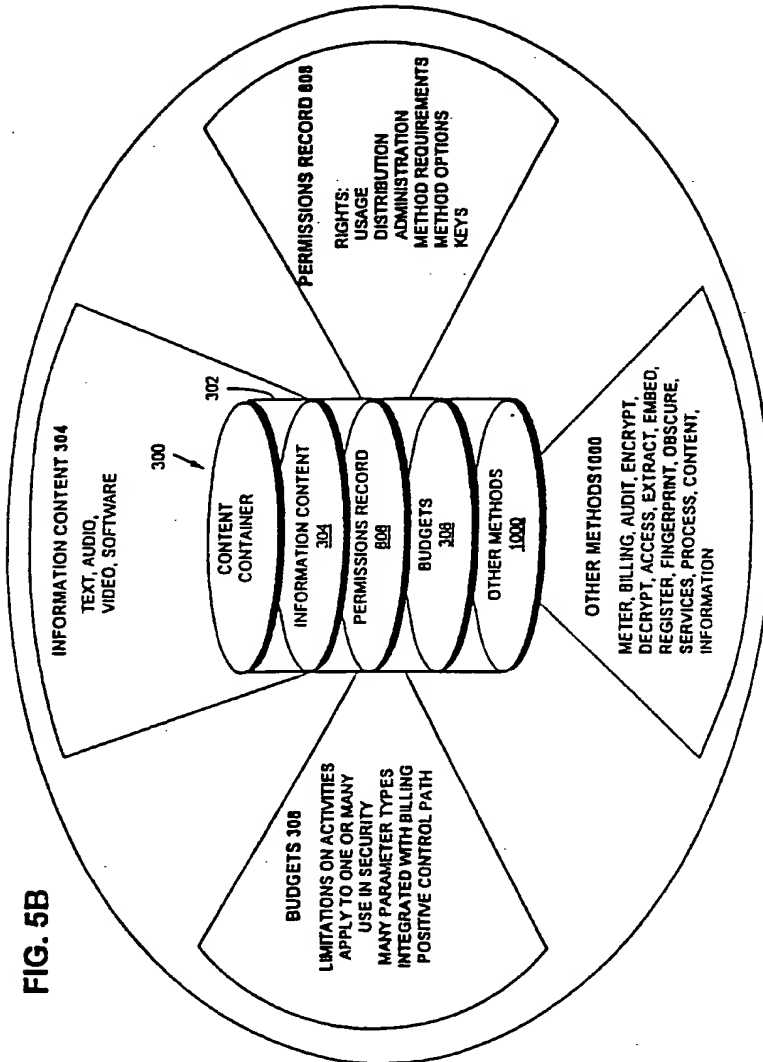 FIG. 5B
INFORMATION CONTENT 304
TEXT, AUDIO,
VIDEO, SOFTWARE
300
302
CONTENT
CONTAINER
INFORMATION CONTENT
304
PERMISSIONS RECORD
808
BUDGETS
308
OTHER METHODS
1000
BUDGETS 308
LIMITATIONS ON ACTIVITIES
APPLY TO ONE OR MANY
USE IN SECURITY
MANY PARAMETER TYPES
INTEGRATED WITH BILLING
POSITIVE CONTROL PATH
PERMISSIONS RECORD 808
RIGHTS:
USAGE
DISTRIBUTION
ADMINISTRATION
METHOD REQUIREMENTS
METHOD OPTIONS
KEYS
OTHER METHODS1000
METER, BILLING, AUDIT, ENCRYPT,
DECRYPT, ACCESS, EXTRACT, EMBED,
REGISTER, FINGERPRINT, OBSCURE,
SERVICES, PROCESS, CONTENT,
INFORMATION